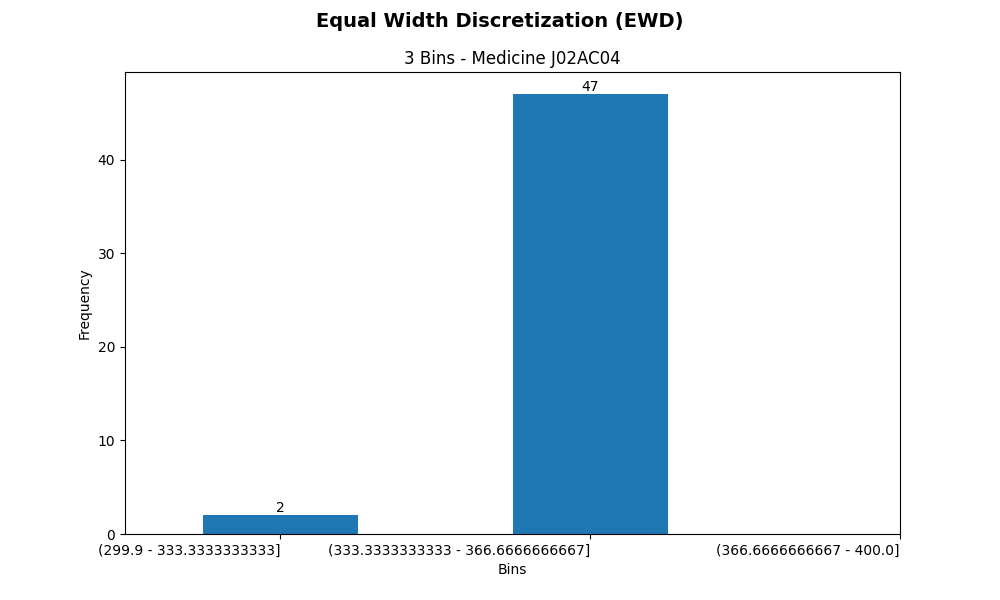 Equal Width Discretization (EWD)
3 Bins - Medicine J02AC04
47
40
30
20
10
0
2
Frequency
(299.9 - 333.3333333333]
(333.3333333333 - 366.6666666667]
(366.6666666667 - 400.0]
Bins